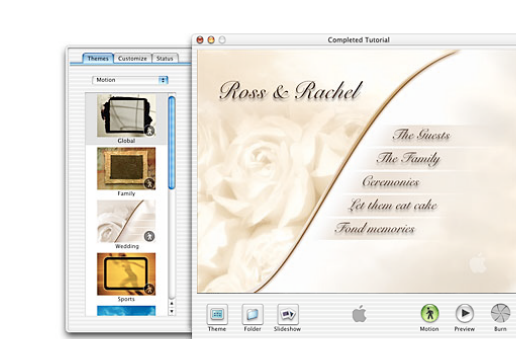 Completed Tutorial
Themes Customize Status
Motion
Global
Family
Wedding
Sports
Ross & Rachel
The Guests
The Family
Ceremonies
Let them eat cake
Fond memories
Theme Folder Slideshow Motion Preview Burn